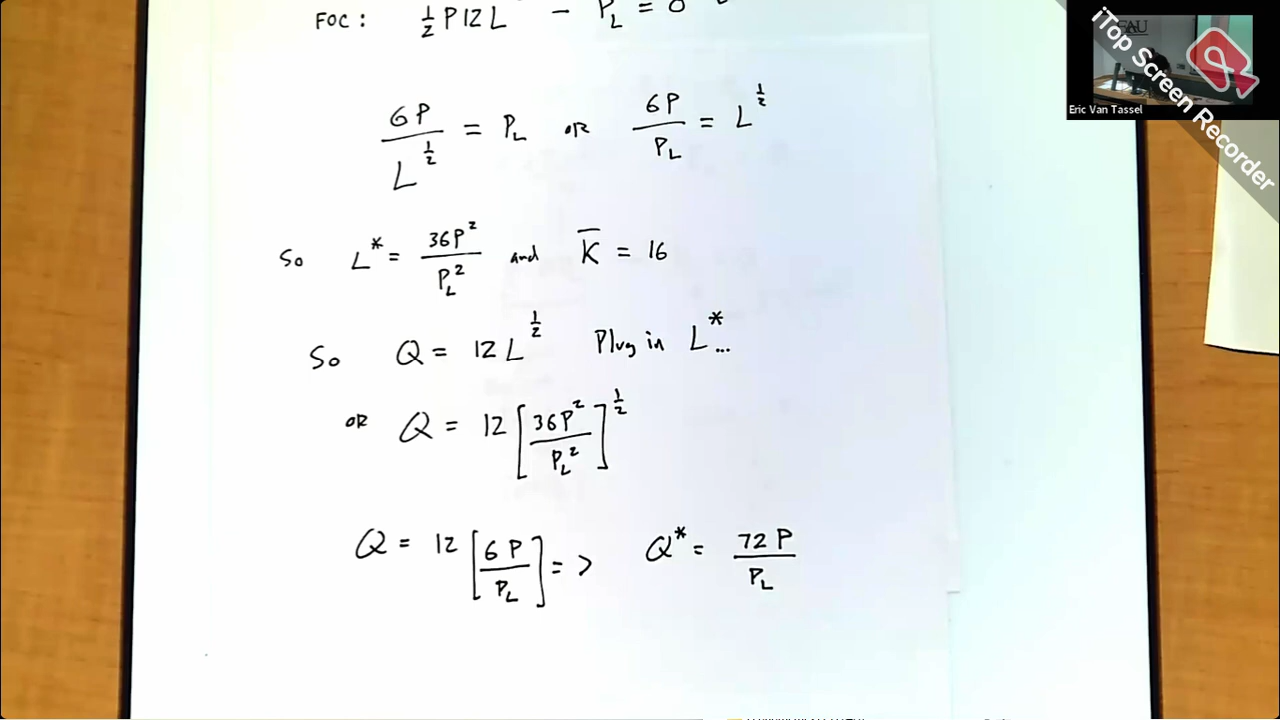 FOC: ½ P 12 L - P_L = 0
6P / L^½ = P_L OR 6P / P_L = L^½
So L* = 36P² / P_L² and K̅ = 16
So Q = 12 L^½ Plug in L*...
OR Q = 12 [36P² / P_L²]^½
Q = 12 [6P / P_L] => Q* = 72P / P_L
iTop Screen Recorder
FAU
Eric Van Tassel